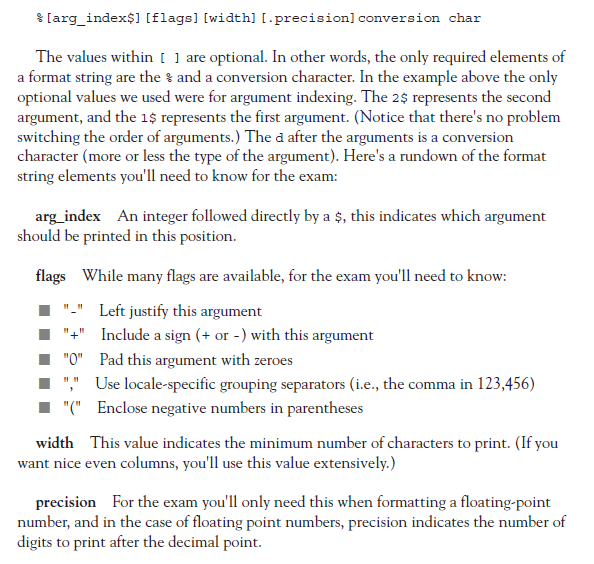 %[arg_index$][flags][width][.precision]conversion char
The values within [ ] are optional. In other words, the only required elements of
a format string are the % and a conversion character. In the example above the only
optional values we used were for argument indexing. The 2$ represents the second
argument, and the 1$ represents the first argument. (Notice that there's no problem
switching the order of arguments.) The d after the arguments is a conversion
character (more or less the type of the argument). Here's a rundown of the format
string elements you'll need to know for the exam:
arg_index An integer followed directly by a $, this indicates which argument
should be printed in this position.
flags While many flags are available, for the exam you'll need to know:
■ "-" Left justify this argument
■ "+" Include a sign (+ or -) with this argument
■ "0" Pad this argument with zeroes
■ "," Use locale-specific grouping separators (i.e., the comma in 123,456)
■ "(" Enclose negative numbers in parentheses
width This value indicates the minimum number of characters to print. (If you
want nice even columns, you'll use this value extensively.)
precision For the exam you'll only need this when formatting a floating-point
number, and in the case of floating point numbers, precision indicates the number of
digits to print after the decimal point.